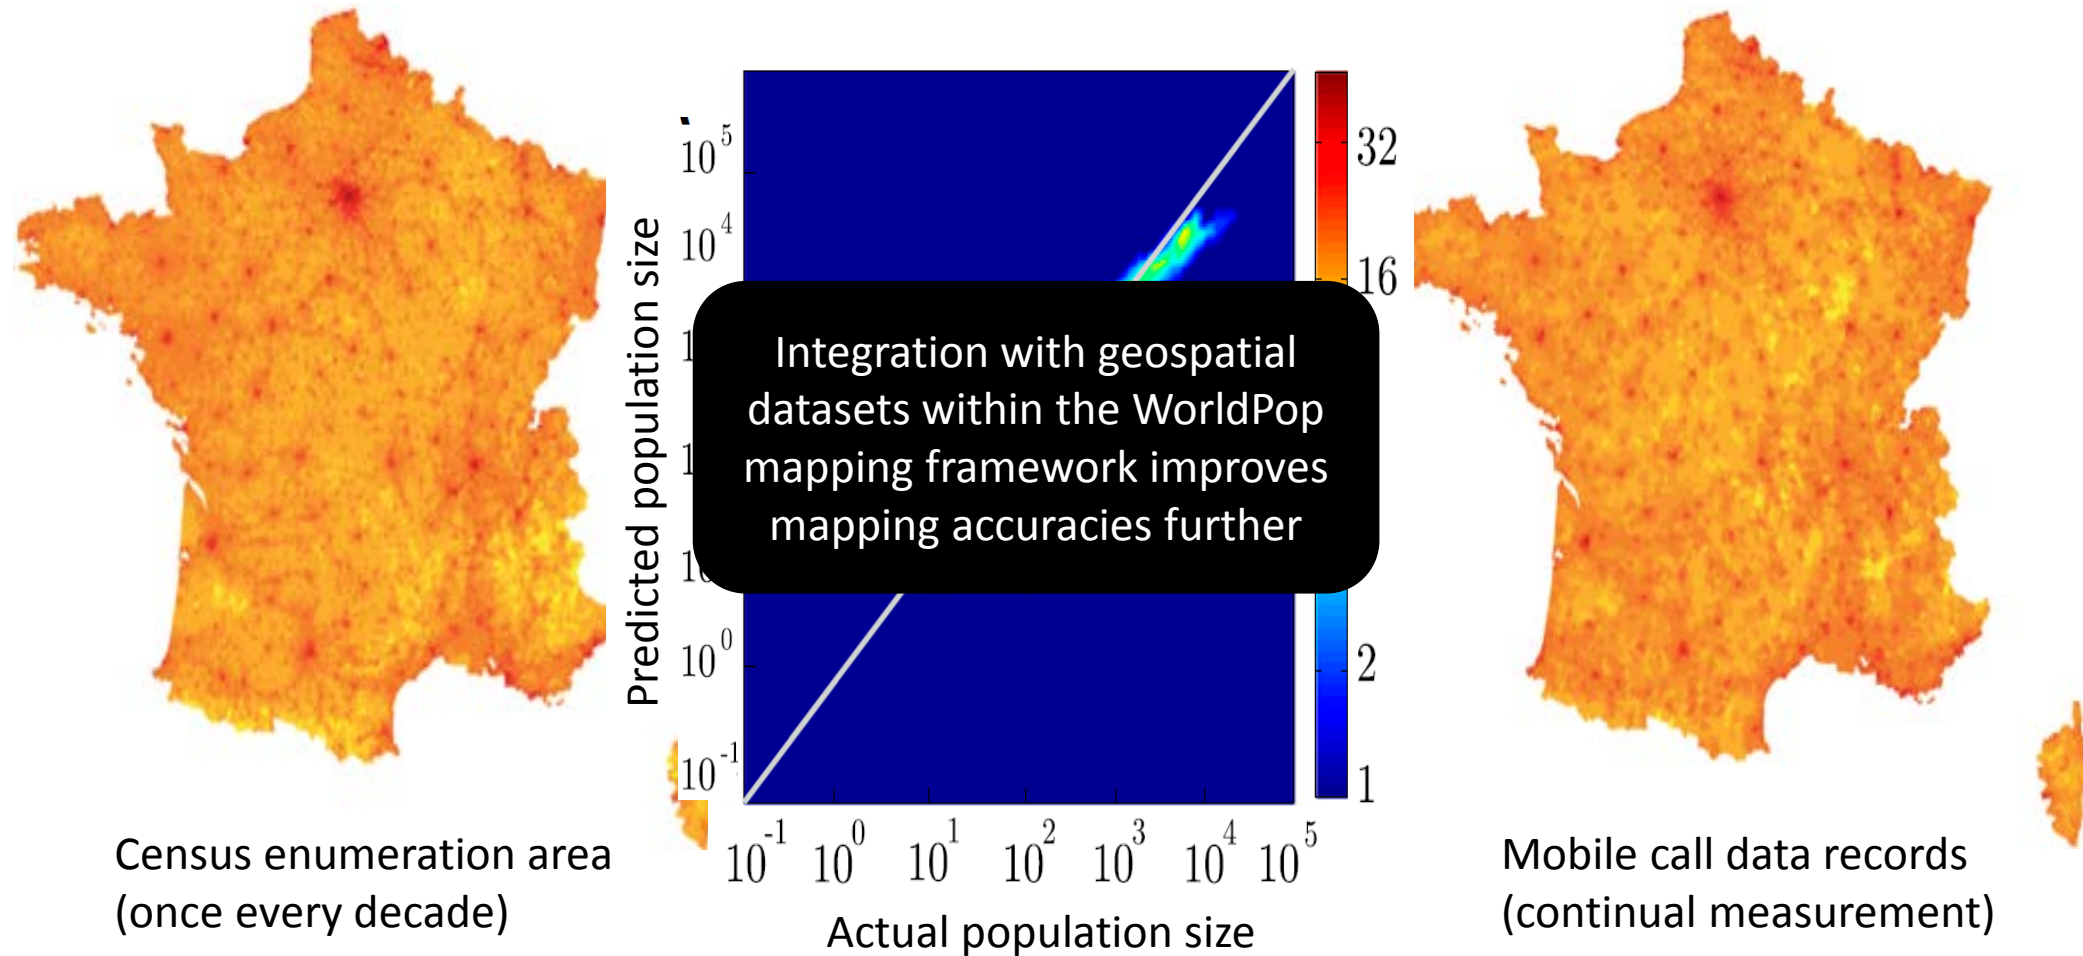 Predicted population size
10^5
10^4
10^0
10^-1
32
16
2
1
Integration with geospatial
datasets within the WorldPop
mapping framework improves
mapping accuracies further
10^-1 10^0 10^1 10^2 10^3 10^4 10^5
Actual population size
Census enumeration area
(once every decade)
Mobile call data records
(continual measurement)